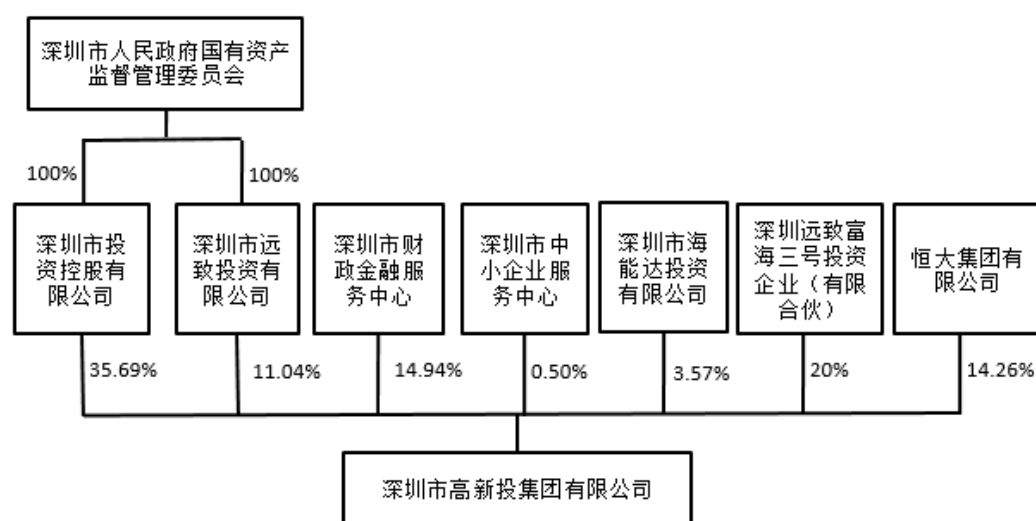 深圳市人民政府国有资产
监督管理委员会
100%
100%
深圳市投
资控股有
限公司
深圳市远
致投资有
限公司
深圳市财
政金融服
务中心
深圳市中
小企业服
务中心
深圳市海
能达投资
有限公司
深圳远致富
海三号投资
企业（有限
合伙）
恒大集团有
限公司
35.69%
11.04%
14.94%
0.50%
3.57%
20%
14.26%
深圳市高新投集团有限公司